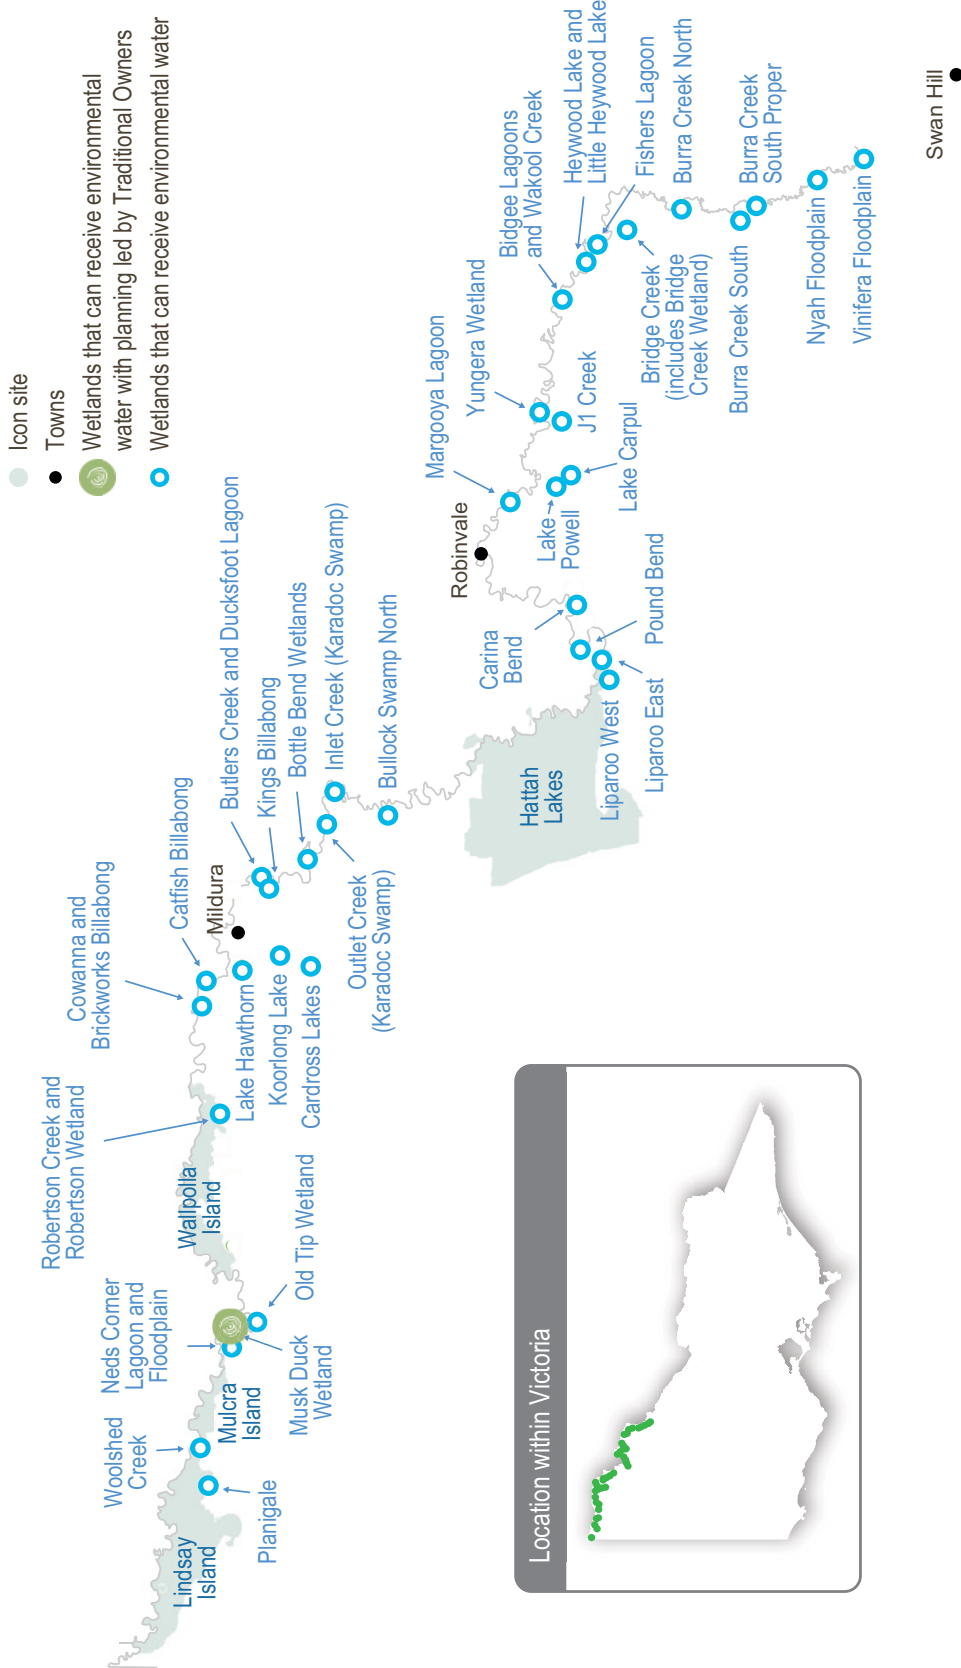 Icon site
Towns
Wetlands that can receive environmental
water with planning led by Traditional Owners
Wetlands that can receive environmental water
Lindsay
Island
Planigale
Woolshed
Creek
Mulcra
Island
Neds Corner
Lagoon and
Floodplain
Musk Duck
Wetland
Old Tip Wetland
Wallpolla
Island
Robertson Creek and
Robertson Wetland
Cowanna and
Brickworks Billabong
Catfish Billabong
Mildura
Lake Hawthorn
Koorlong Lake
Cardross Lakes
Butlers Creek and Ducksfoot Lagoon
Kings Billabong
Bottle Bend Wetlands
Inlet Creek (Karadoc Swamp)
Outlet Creek
(Karadoc Swamp)
Bullock Swamp North
Hattah
Lakes
Liparoo West
Liparoo East
Pound Bend
Carina
Bend
Robinvale
Margooya Lagoon
Lake
Powell
Lake Carpul
Yungera Wetland
J1 Creek
Bidgee Lagoons
and Wakool Creek
Heywood Lake and
Little Heywood Lake
Fishers Lagoon
Bridge Creek
(includes Bridge
Creek Wetland)
Burra Creek North
Burra Creek South
Burra Creek
South Proper
Nyah Floodplain
Vinifera Floodplain
Swan Hill
Location within Victoria